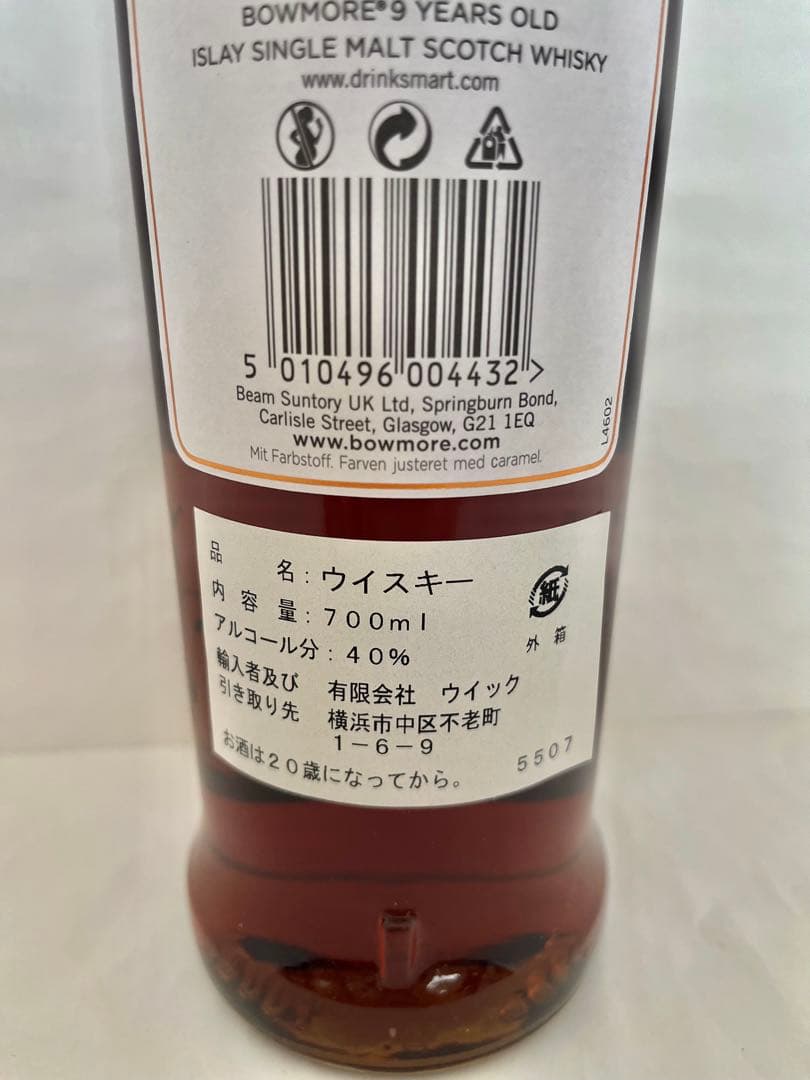 BOWMORE® 9 YEARS OLD
ISLAY SINGLE MALT SCOTCH WHISKY
www.drinksmart.com
5 010496 004432 >
Beam Suntory UK Ltd, Springburn Bond,
Carlisle Street, Glasgow, G21 1EQ
www.bowmore.com
Mit Farbstoff. Farven justeret med caramel.
L4602
品名:ウイスキー
内容量:700ml
アルコール分:40%
紙
外箱
輸入者及び 有限会社 ウイック
引き取り先 横浜市中区不老町
1-6-9
お酒は20歳になってから。
5507